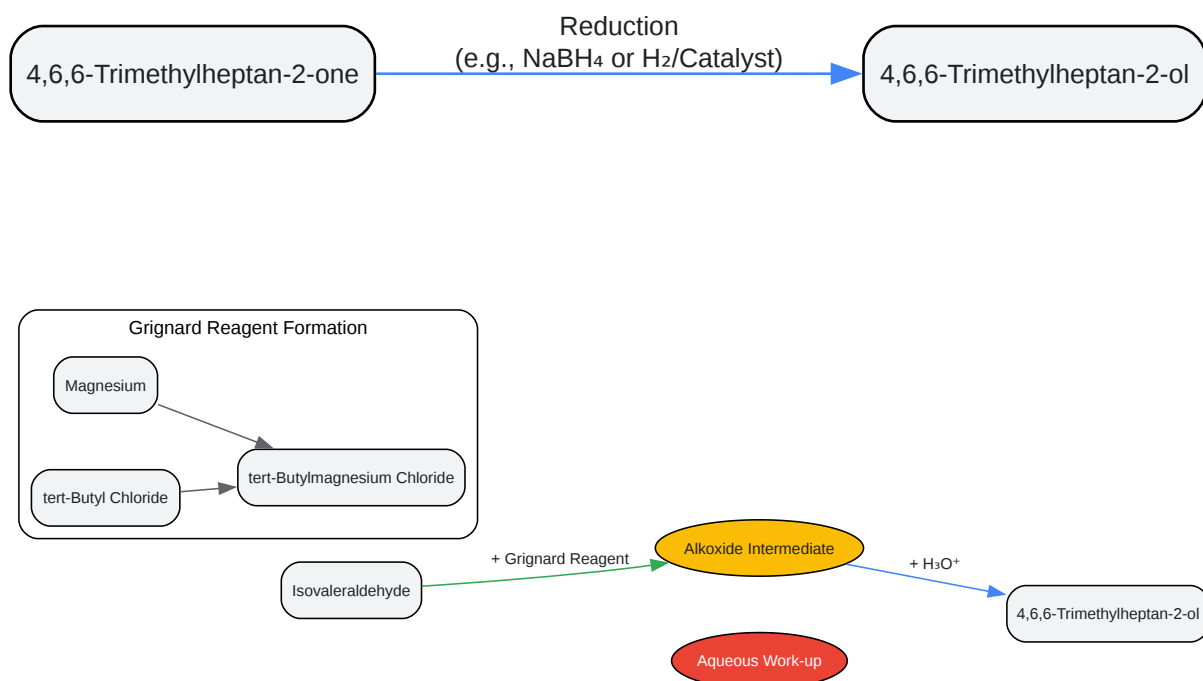 Reduction
(e.g., NaBH₄ or H₂/Catalyst)
4,6,6-Trimethylheptan-2-one
4,6,6-Trimethylheptan-2-ol
Grignard Reagent Formation
Magnesium
tert-Butyl Chloride
tert-Butylmagnesium Chloride
Isovaleraldehyde
+ Grignard Reagent
Alkoxide Intermediate
+ H₃O⁺
4,6,6-Trimethylheptan-2-ol
Aqueous Work-up